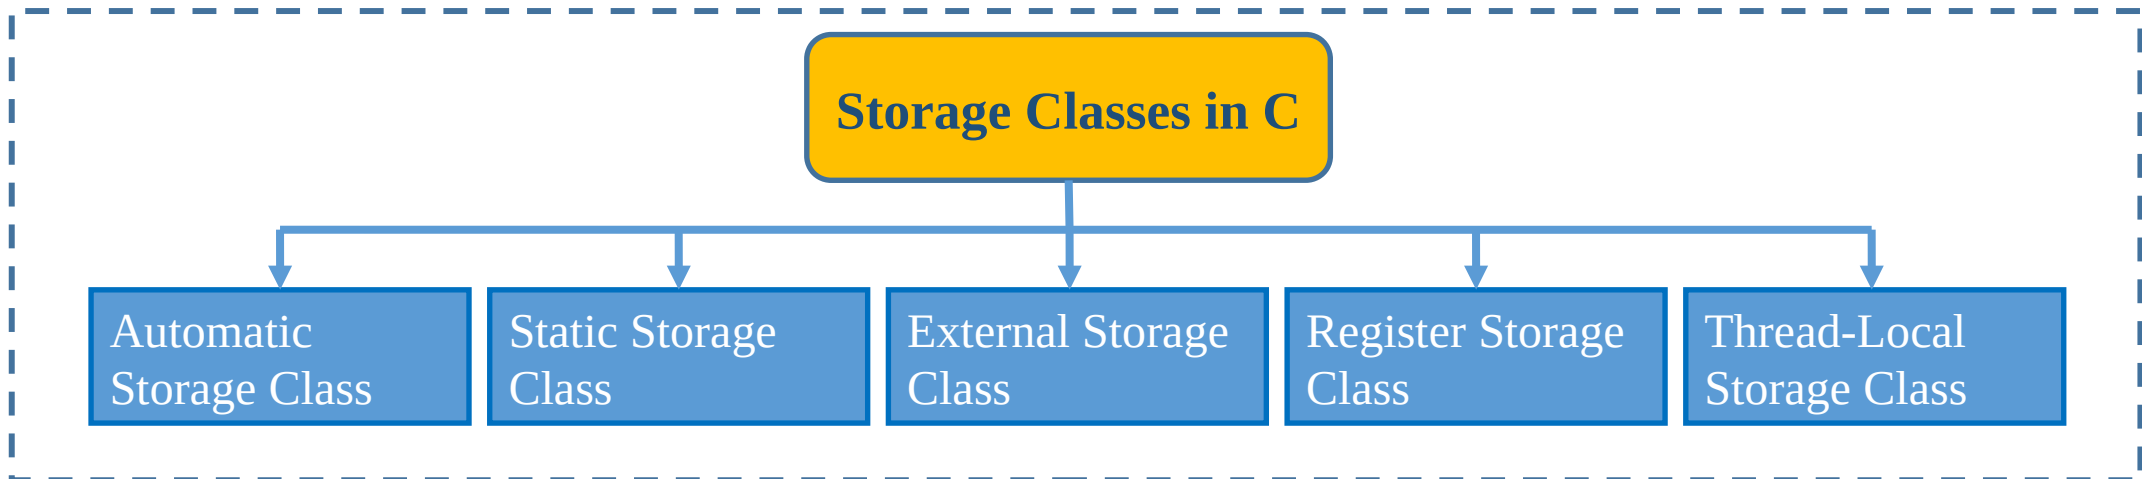 Storage Classes in C
Automatic
Storage Class
Static Storage
Class
External Storage
Class
Register Storage
Class
Thread-Local
Storage Class